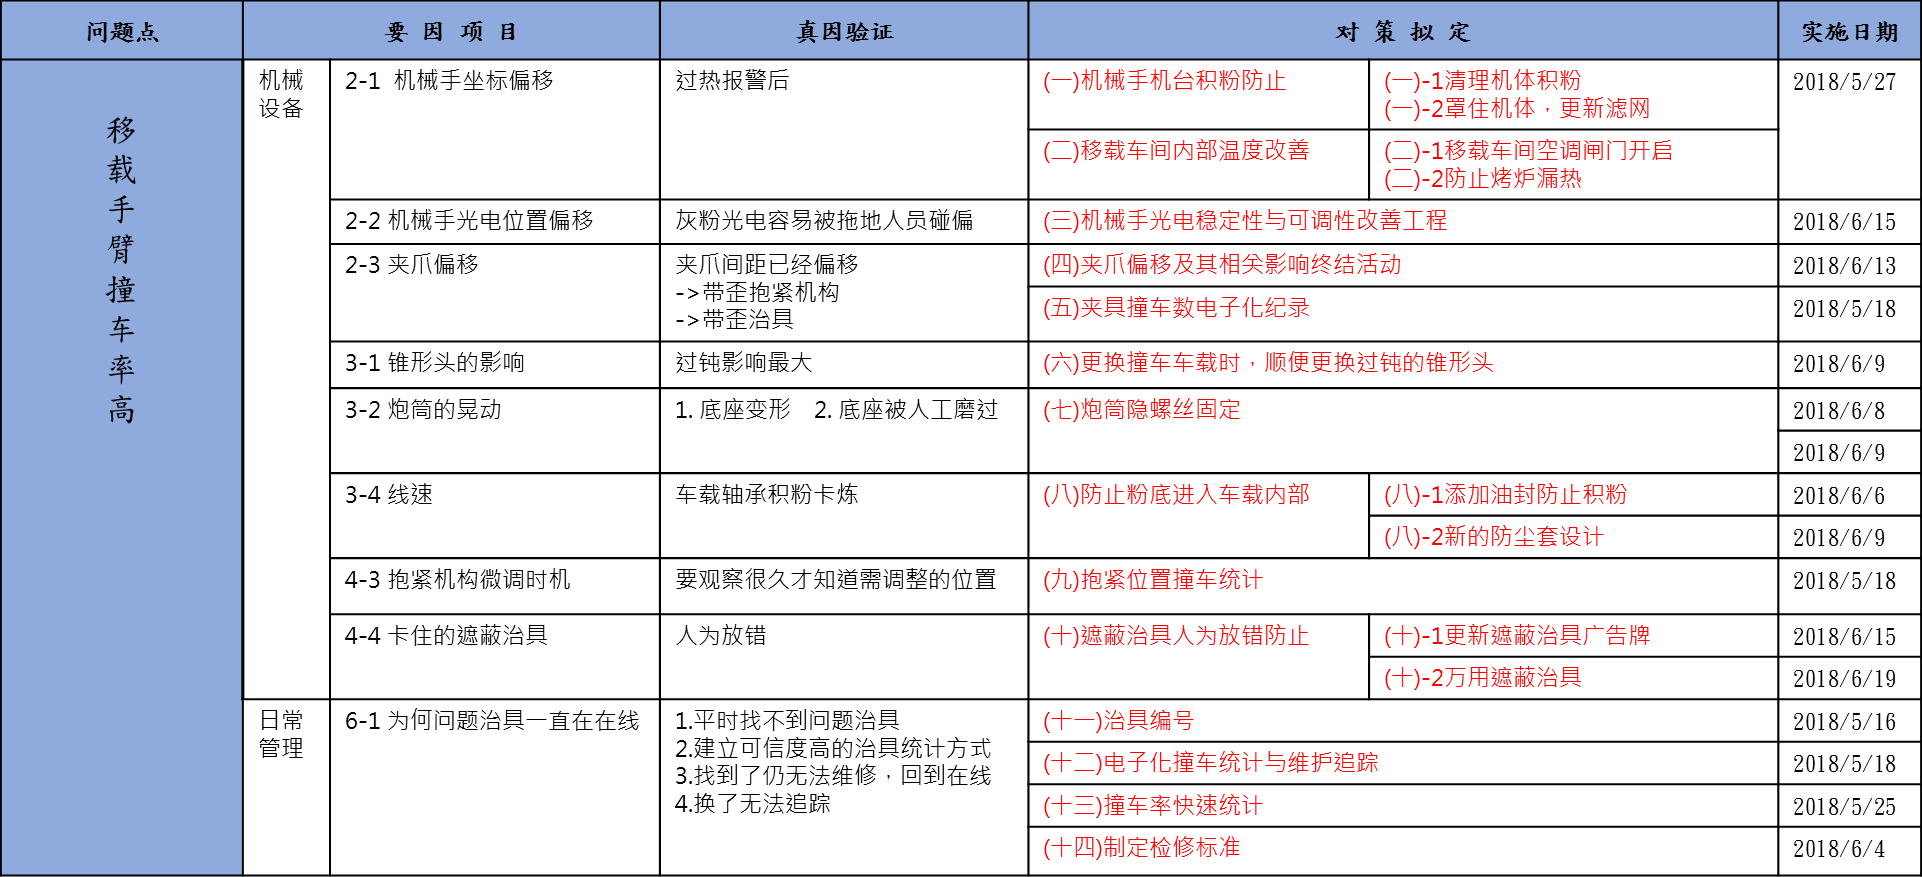 问题点
要 因 项 目
真因验证
对 策 拟 定
实施日期
移载手臂撞车率高
机械
设备
2-1 机械手坐标偏移
过热报警后
(一)机械手机台积粉防止
(一)-1清理机体积粉
(一)-2罩住机体，更新滤网
2018/5/27
(二)移载车间内部温度改善
(二)-1移载车间空调闸门开启
(二)-2防止烤炉漏热
2-2 机械手光电位置偏移
灰粉光电容易被拖地人员碰偏
(三)机械手光电稳定性与可调性改善工程
2018/6/15
2-3 夹爪偏移
夹爪间距已经偏移
->带歪抱紧机构
->带歪治具
(四)夹爪偏移及其相关影响终结活动
2018/6/13
(五)夹具撞车数电子化纪录
2018/5/18
3-1 锥形头的影响
过钝影响最大
(六)更换撞车车载时，顺便更换过钝的锥形头
2018/6/9
3-2 炮筒的晃动
1. 底座变形 2. 底座被人工磨过
(七)炮筒隐螺丝固定
2018/6/8
2018/6/9
3-4 线速
车载轴承积粉卡炼
(八)防止粉底进入车载内部
(八)-1添加油封防止积粉
2018/6/6
(八)-2新的防尘套设计
2018/6/9
4-3 抱紧机构微调时机
要观察很久才知道需调整的位置
(九)抱紧位置撞车统计
2018/5/18
4-4 卡住的遮蔽治具
人为放错
(十)遮蔽治具人为放错防止
(十)-1更新遮蔽治具广告牌
2018/6/15
(十)-2万用遮蔽治具
2018/6/19
日常
管理
6-1 为何问题治具一直在在线
1.平时找不到问题治具
2.建立可信度高的治具统计方式
3.找到了仍无法维修，回到在线
4.换了无法追踪
(十一)治具编号
2018/5/16
(十二)电子化撞车统计与维护追踪
2018/5/18
(十三)撞车率快速统计
2018/5/25
(十四)制定检修标准
2018/6/4